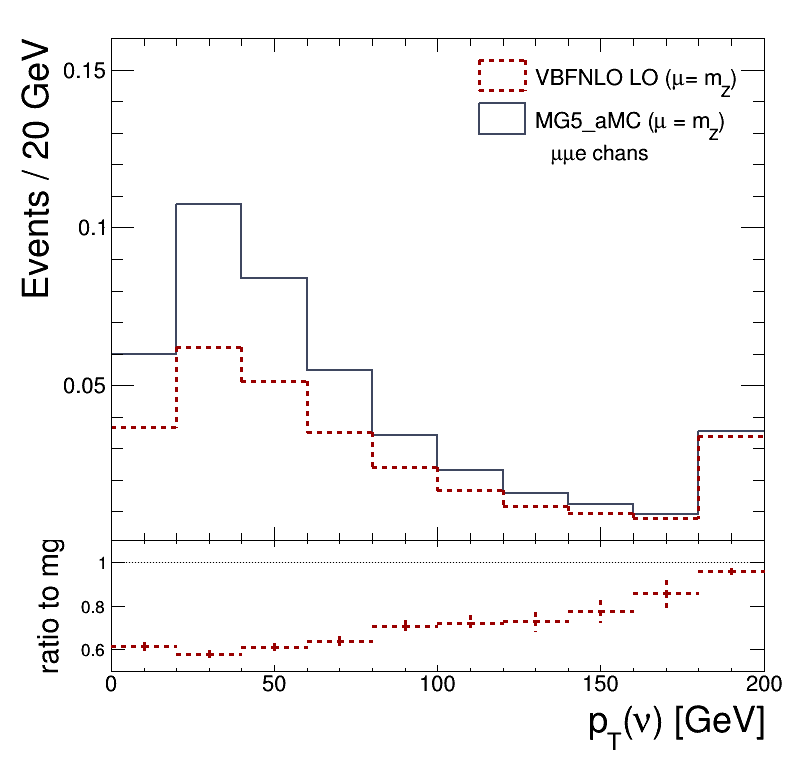 Events / 20 GeV
0.15
0.1
0.05
VBFNLO LO (μ= m_Z)
MG5_aMC (μ = m_Z)
μμe chans
ratio to mg
1
0.8
0.6
0 50 100 150 200
p_T(ν) [GeV]